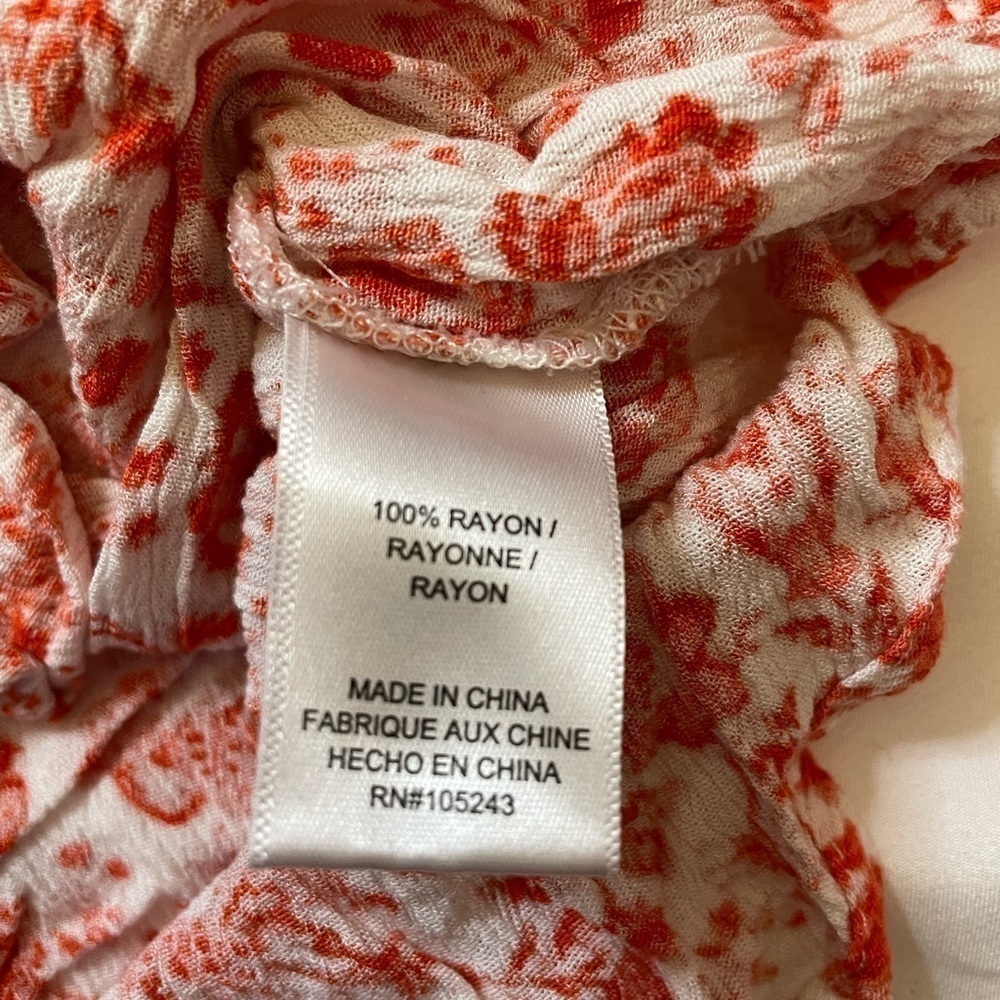 100% RAYON /
RAYONNE /
RAYON
MADE IN CHINA
FABRIQUE AUX CHINE
HECHO EN CHINA
RN#105243